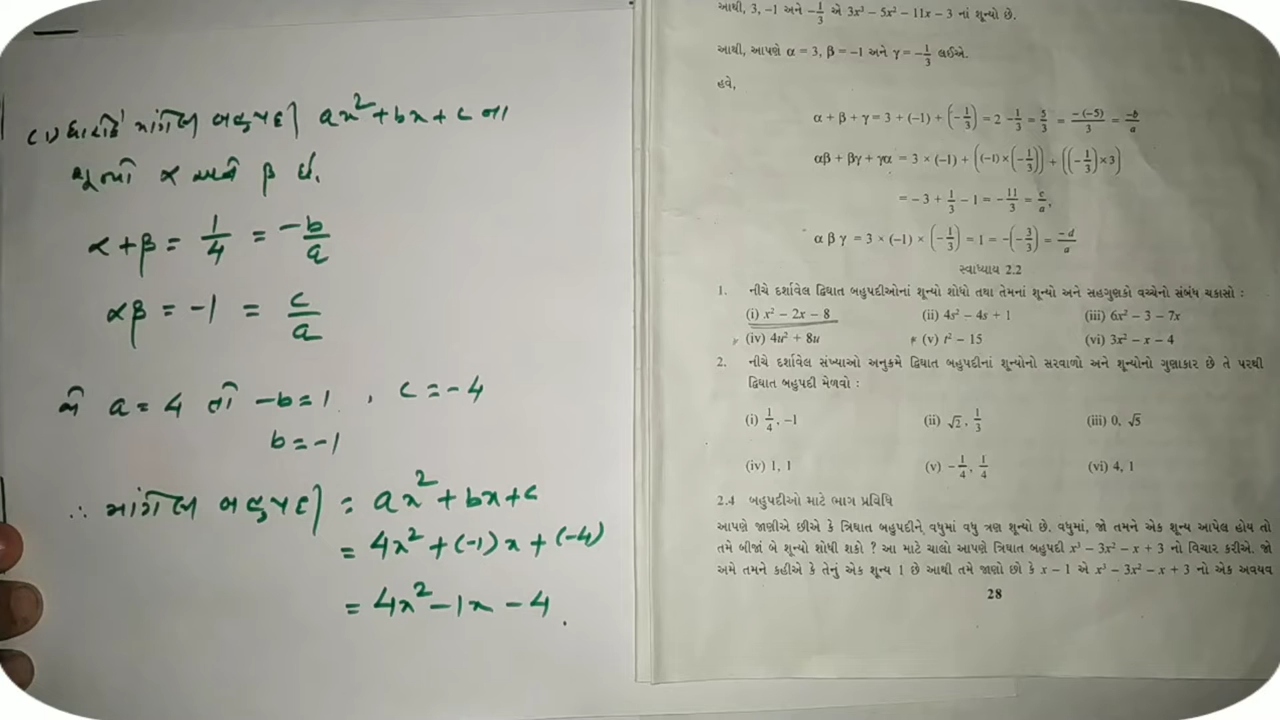 (i) ધારોકે માંગેલ બહુપદી ax² + bx + c ના
શૂન્યો α અને β છે.
α + β = 1/4 = -b/a
αβ = -1 = c/a
જો a = 4 તો -b = 1 , c = -4
b = -1
∴ માંગેલ બહુપદી = ax² + bx + c
= 4x² + (-1)x + (-4)
= 4x² - 1x - 4 .
આથી, 3, –1 અને –1/3 એ 3x³ – 5x² – 11x – 3 નાં શૂન્યો છે.
આથી, આપણે α = 3, β = –1 અને γ = –1/3 લઈએ.
હવે,
α + β + γ = 3 + (–1) + (–1/3) = 2 – 1/3 = 5/3 = –(–5)/3 = –b/a
αβ + βγ + γα = 3 × (–1) + ((–1) × (–1/3)) + ((–1/3) × 3)
= – 3 + 1/3 – 1 = – 11/3 = c/a,
α β γ = 3 × (–1) × (–1/3) = 1 = –(–3/3) = –d/a
સ્વાધ્યાય 2.2
1. નીચે દર્શાવેલ દ્વિઘાત બહુપદીઓનાં શૂન્યો શોધો તથા તેમનાં શૂન્યો અને સહગુણકો વચ્ચેનો સંબંધ ચકાસો :
(i) x² – 2x – 8 (ii) 4s² – 4s + 1 (iii) 6x² – 3 – 7x
(iv) 4u² + 8u (v) t² – 15 (vi) 3x² – x – 4
2. નીચે દર્શાવેલ સંખ્યાઓ અનુક્રમે દ્વિઘાત બહુપદીનાં શૂન્યોનો સરવાળો અને શૂન્યોનો ગુણાકાર છે તે પરથી
દ્વિઘાત બહુપદી મેળવો :
(i) 1/4, –1 (ii) √2, 1/3 (iii) 0, √5
(iv) 1, 1 (v) –1/4, 1/4 (vi) 4, 1
2.4 બહુપદીઓ માટે ભાગ પ્રવિધિ
આપણે જાણીએ છીએ કે ત્રિઘાત બહુપદીને વધુમાં વધુ ત્રણ શૂન્યો છે. વધુમાં, જો તમને એક શૂન્ય આપેલ હોય તો
તમે બીજાં બે શૂન્યો શોધી શકો ? આ માટે ચાલો આપણે ત્રિઘાત બહુપદી x³ – 3x² – x + 3 નો વિચાર કરીએ. જો
અમે તમને કહીએ કે તેનું એક શૂન્ય 1 છે આથી તમે જાણો છો કે x – 1 એ x³ – 3x² – x + 3 નો એક અવયવ
28